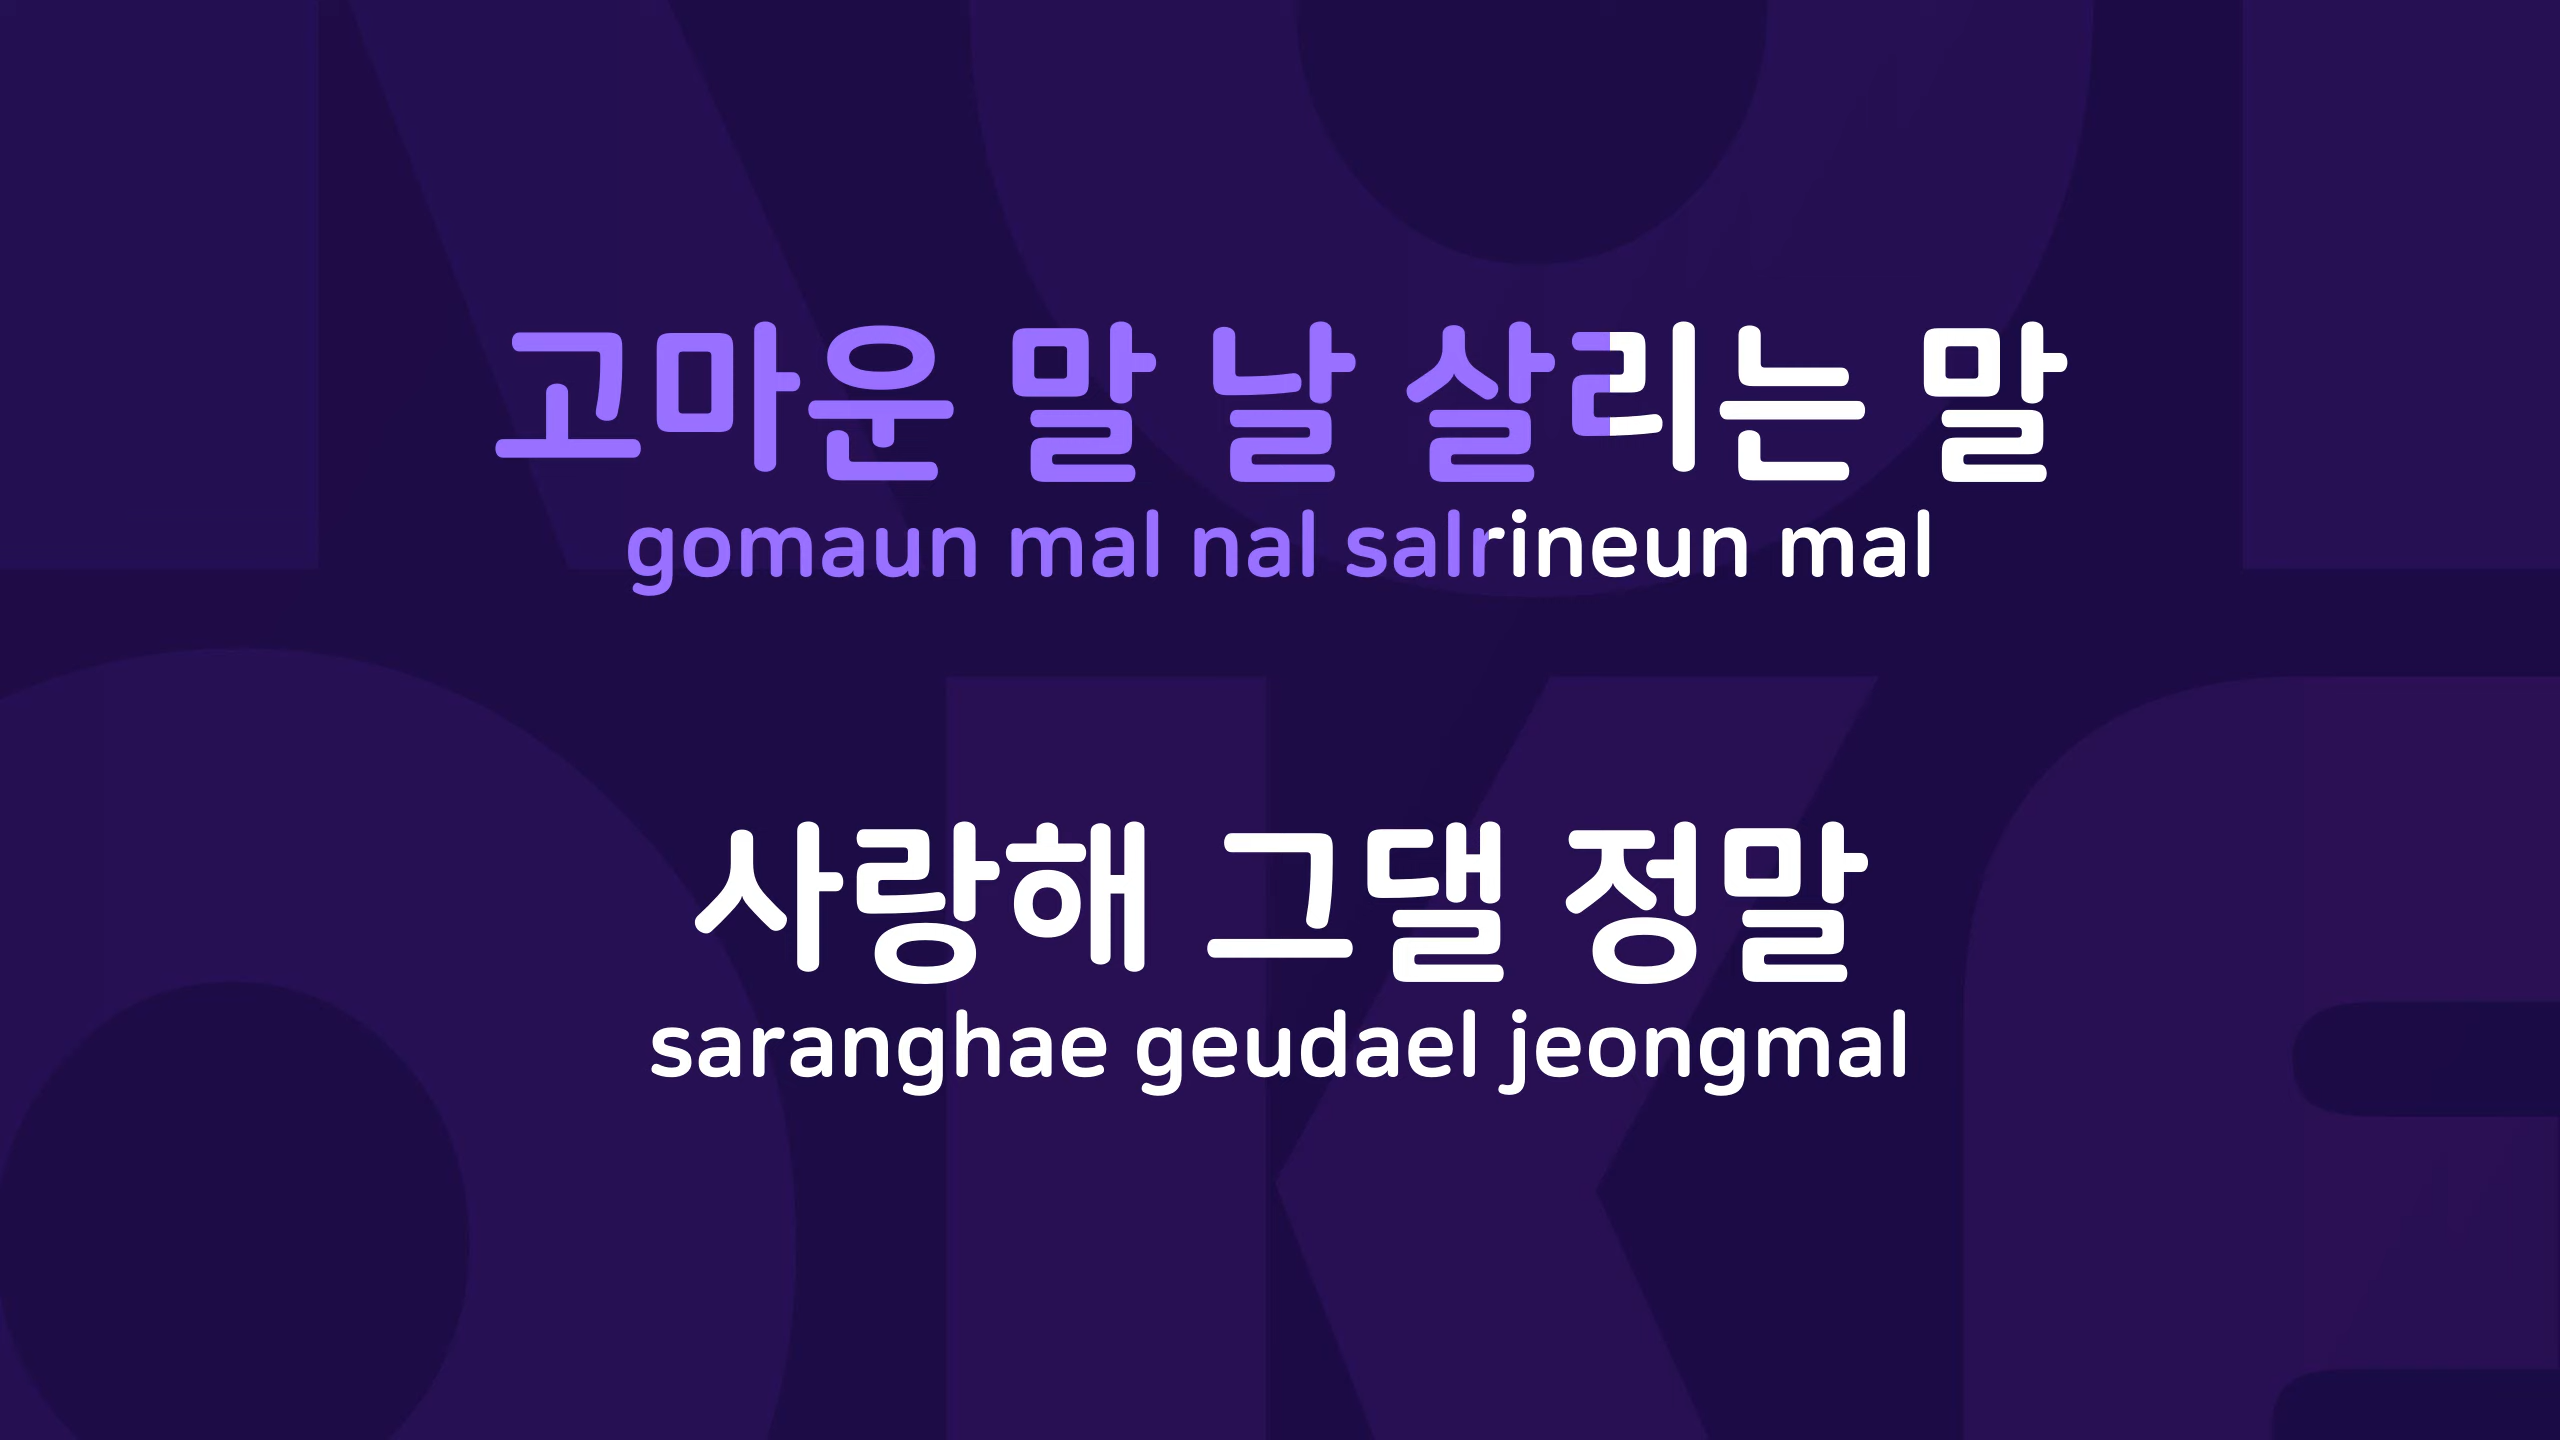 고마운 말 날 살리는 말
gomaun mal nal salrineun mal
사랑해 그댈 정말
saranghae geudael jeongmal